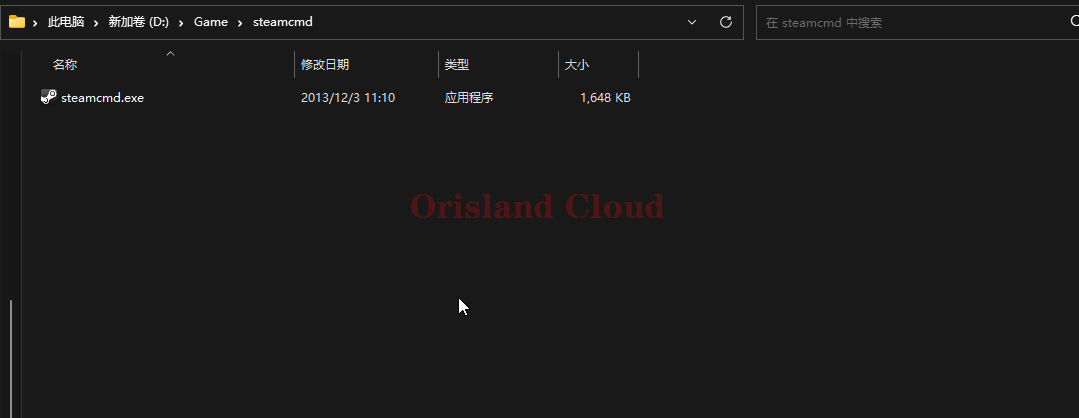 此电脑 新加卷 (D:) Game steamcmd 在 steamcmd 中搜索
名称 修改日期 类型 大小
steamcmd.exe 2013/12/3 11:10 应用程序 1,648 KB
Orisland Cloud